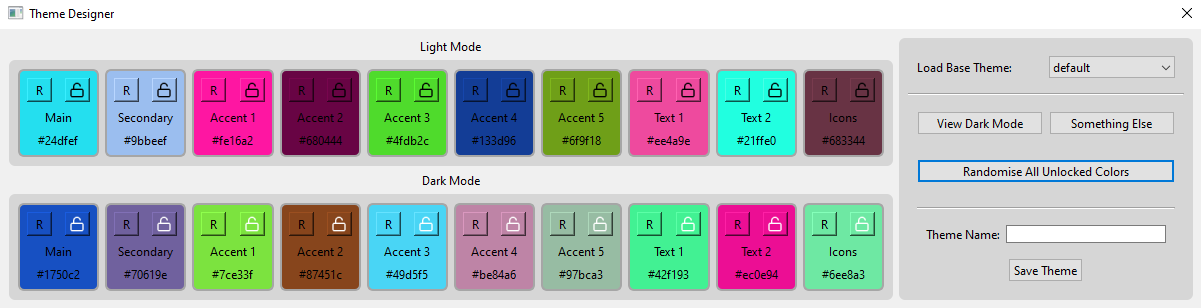 Theme Designer
Light Mode
R R R R R R R R R R
Main Secondary Accent 1 Accent 2 Accent 3 Accent 4 Accent 5 Text 1 Text 2 Icons
#24dfef #9bbeef #fe16a2 #680444 #4fdb2c #133d96 #6f9f18 #ee4a9e #21ffe0 #683344
Dark Mode
R R R R R R R R R R
Main Secondary Accent 1 Accent 2 Accent 3 Accent 4 Accent 5 Text 1 Text 2 Icons
#1750c2 #70619e #7ce33f #87451c #49d5f5 #be84a6 #97bca3 #42f193 #ec0e94 #6ee8a3
Load Base Theme: default
View Dark Mode Something Else
Randomise All Unlocked Colors
Theme Name:
Save Theme